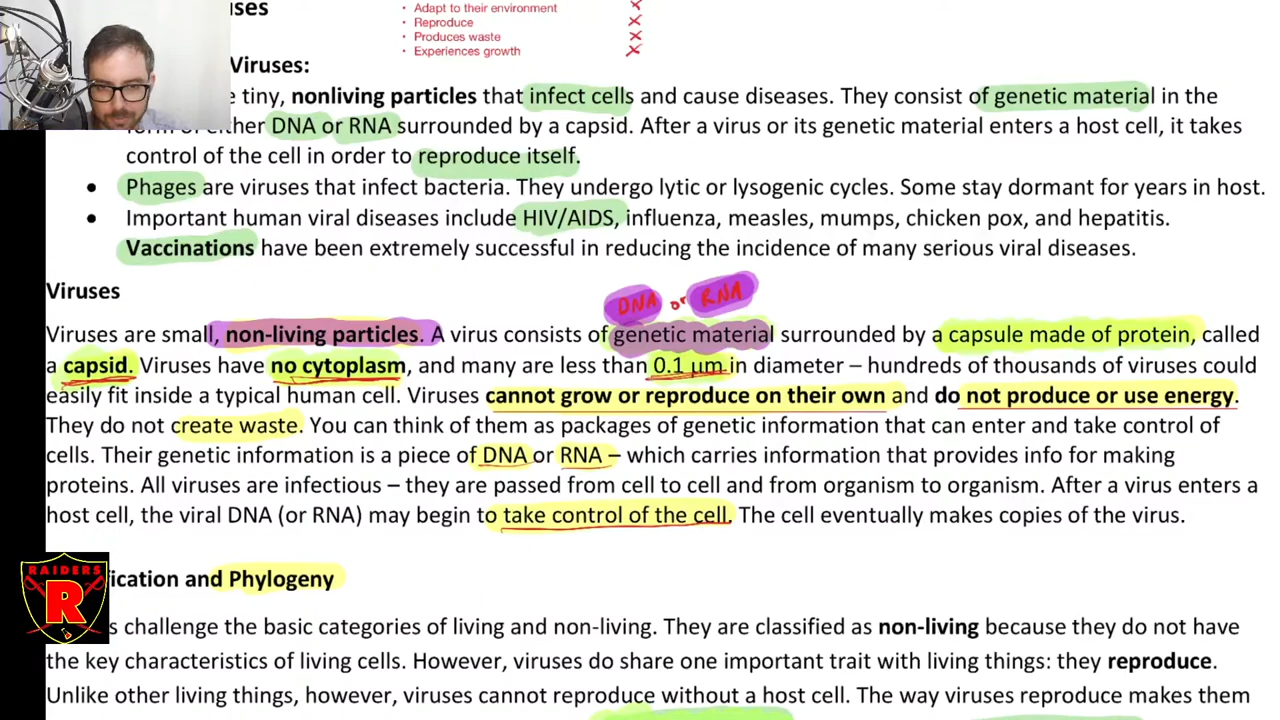 uses
• Adapt to their environment x
• Reproduce x
• Produces waste x
• Experiences growth x
Viruses:
e tiny, nonliving particles that infect cells and cause diseases. They consist of genetic material in the
form of either DNA or RNA surrounded by a capsid. After a virus or its genetic material enters a host cell, it takes
control of the cell in order to reproduce itself.
• Phages are viruses that infect bacteria. They undergo lytic or lysogenic cycles. Some stay dormant for years in host.
• Important human viral diseases include HIV/AIDS, influenza, measles, mumps, chicken pox, and hepatitis.
Vaccinations have been extremely successful in reducing the incidence of many serious viral diseases.
Viruses
DNA or RNA
Viruses are small, non-living particles. A virus consists of genetic material surrounded by a capsule made of protein, called
a capsid. Viruses have no cytoplasm, and many are less than 0.1 µm in diameter – hundreds of thousands of viruses could
easily fit inside a typical human cell. Viruses cannot grow or reproduce on their own and do not produce or use energy.
They do not create waste. You can think of them as packages of genetic information that can enter and take control of
cells. Their genetic information is a piece of DNA or RNA – which carries information that provides info for making
proteins. All viruses are infectious – they are passed from cell to cell and from organism to organism. After a virus enters a
host cell, the viral DNA (or RNA) may begin to take control of the cell. The cell eventually makes copies of the virus.
RAIDERS
R
ication and Phylogeny
s challenge the basic categories of living and non-living. They are classified as non-living because they do not have
the key characteristics of living cells. However, viruses do share one important trait with living things: they reproduce.
Unlike other living things, however, viruses cannot reproduce without a host cell. The way viruses reproduce makes them